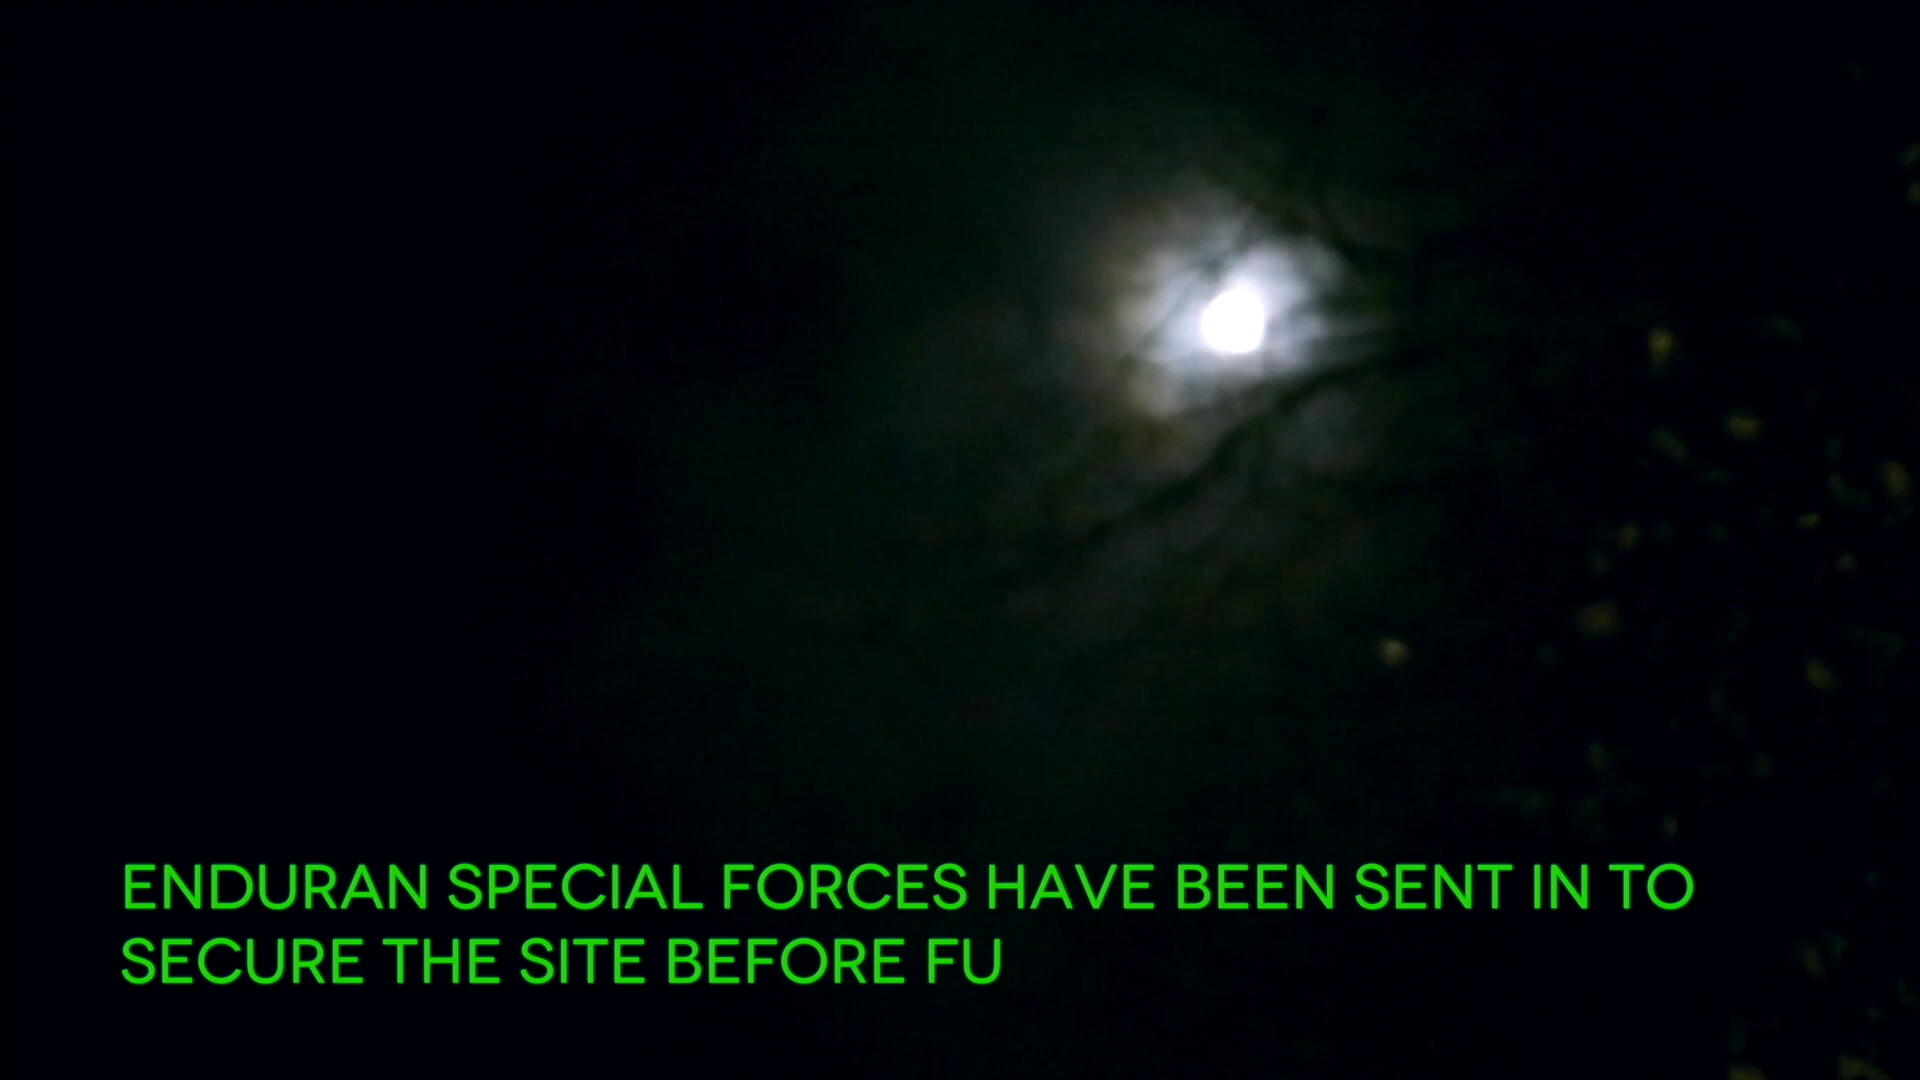 ENDURAN SPECIAL FORCES HAVE BEEN SENT IN TO
SECURE THE SITE BEFORE FU